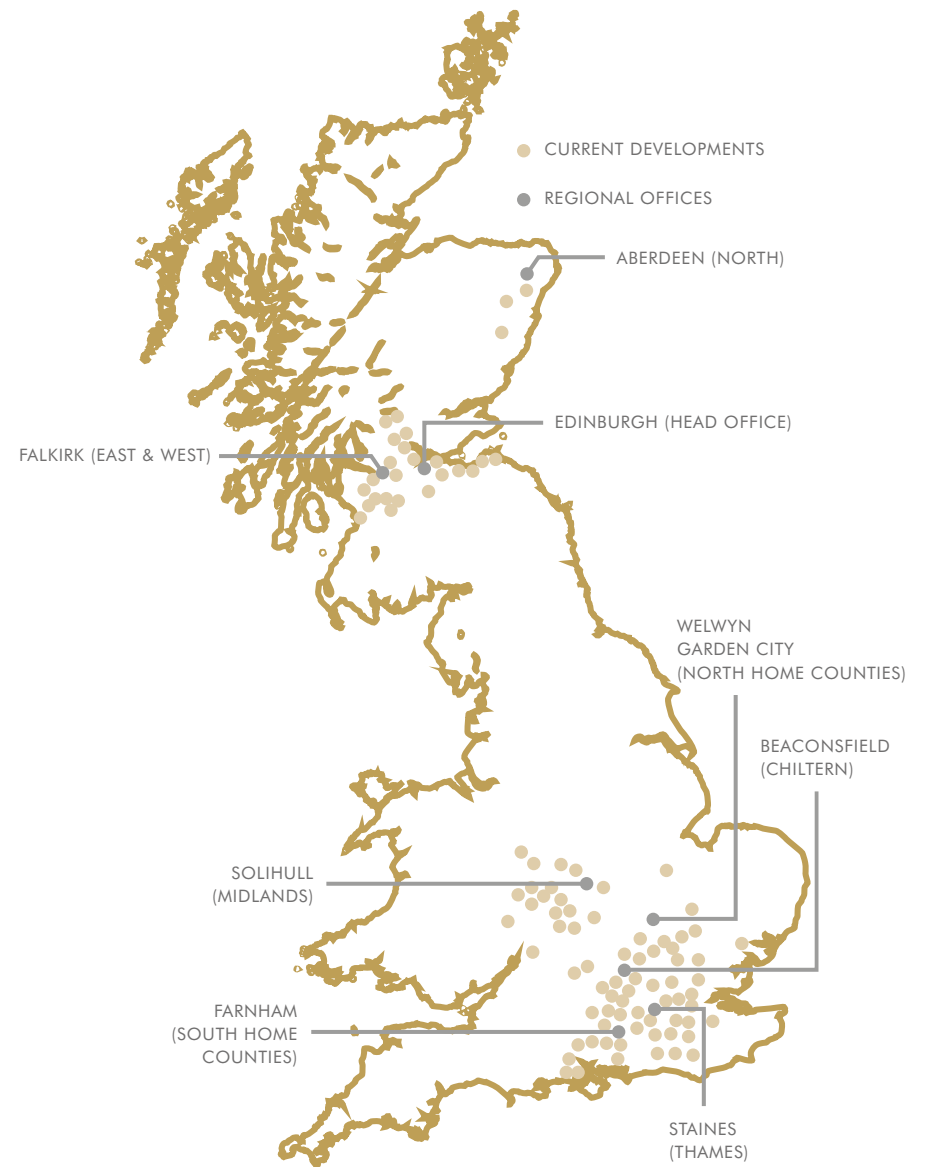 CURRENT DEVELOPMENTS
REGIONAL OFFICES
ABERDEEN (NORTH)
EDINBURGH (HEAD OFFICE)
FALKIRK (EAST & WEST)
WELWYN
GARDEN CITY
(NORTH HOME COUNTIES)
BEACONSFIELD
(CHILTERN)
SOLIHULL
(MIDLANDS)
FARNHAM
(SOUTH HOME
COUNTIES)
STAINES
(THAMES)